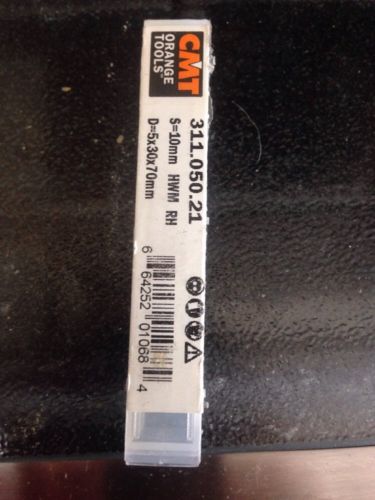 CMT
ORANGE
TOOLS
311.050.21
S=10mm HWM RH
D=5x30x70mm
6 64252 01068 4